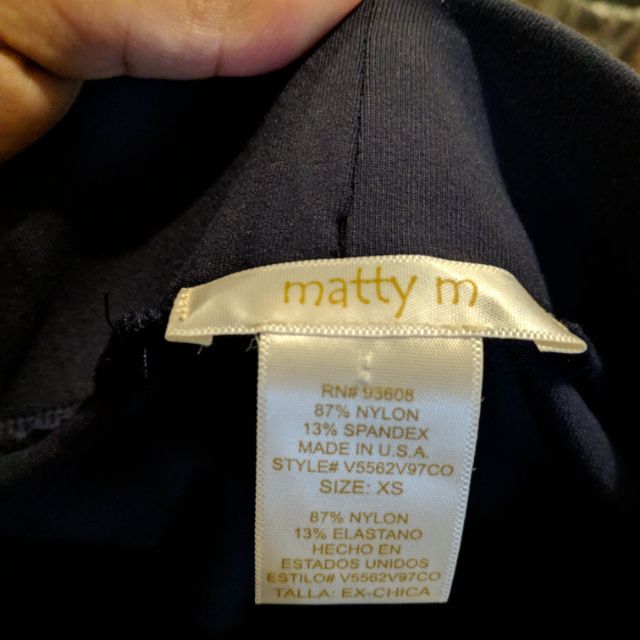 matty m
RN# 93608
87% NYLON
13% SPANDEX
MADE IN U.S.A.
STYLE# V5562V97CO
SIZE: XS
87% NYLON
13% ELASTANO
HECHO EN
ESTADOS UNIDOS
ESTILO# V5562V97CO
TALLA: EX-CHICA